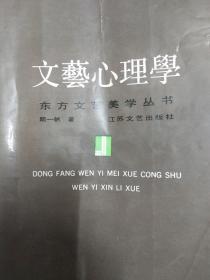 文藝心理學
东方文艺美学丛书
陆一帆 著 江苏文艺出版社
DONG FANG WEN YI MEI XUE CONG SHU
WEN YI XIN LI XUE